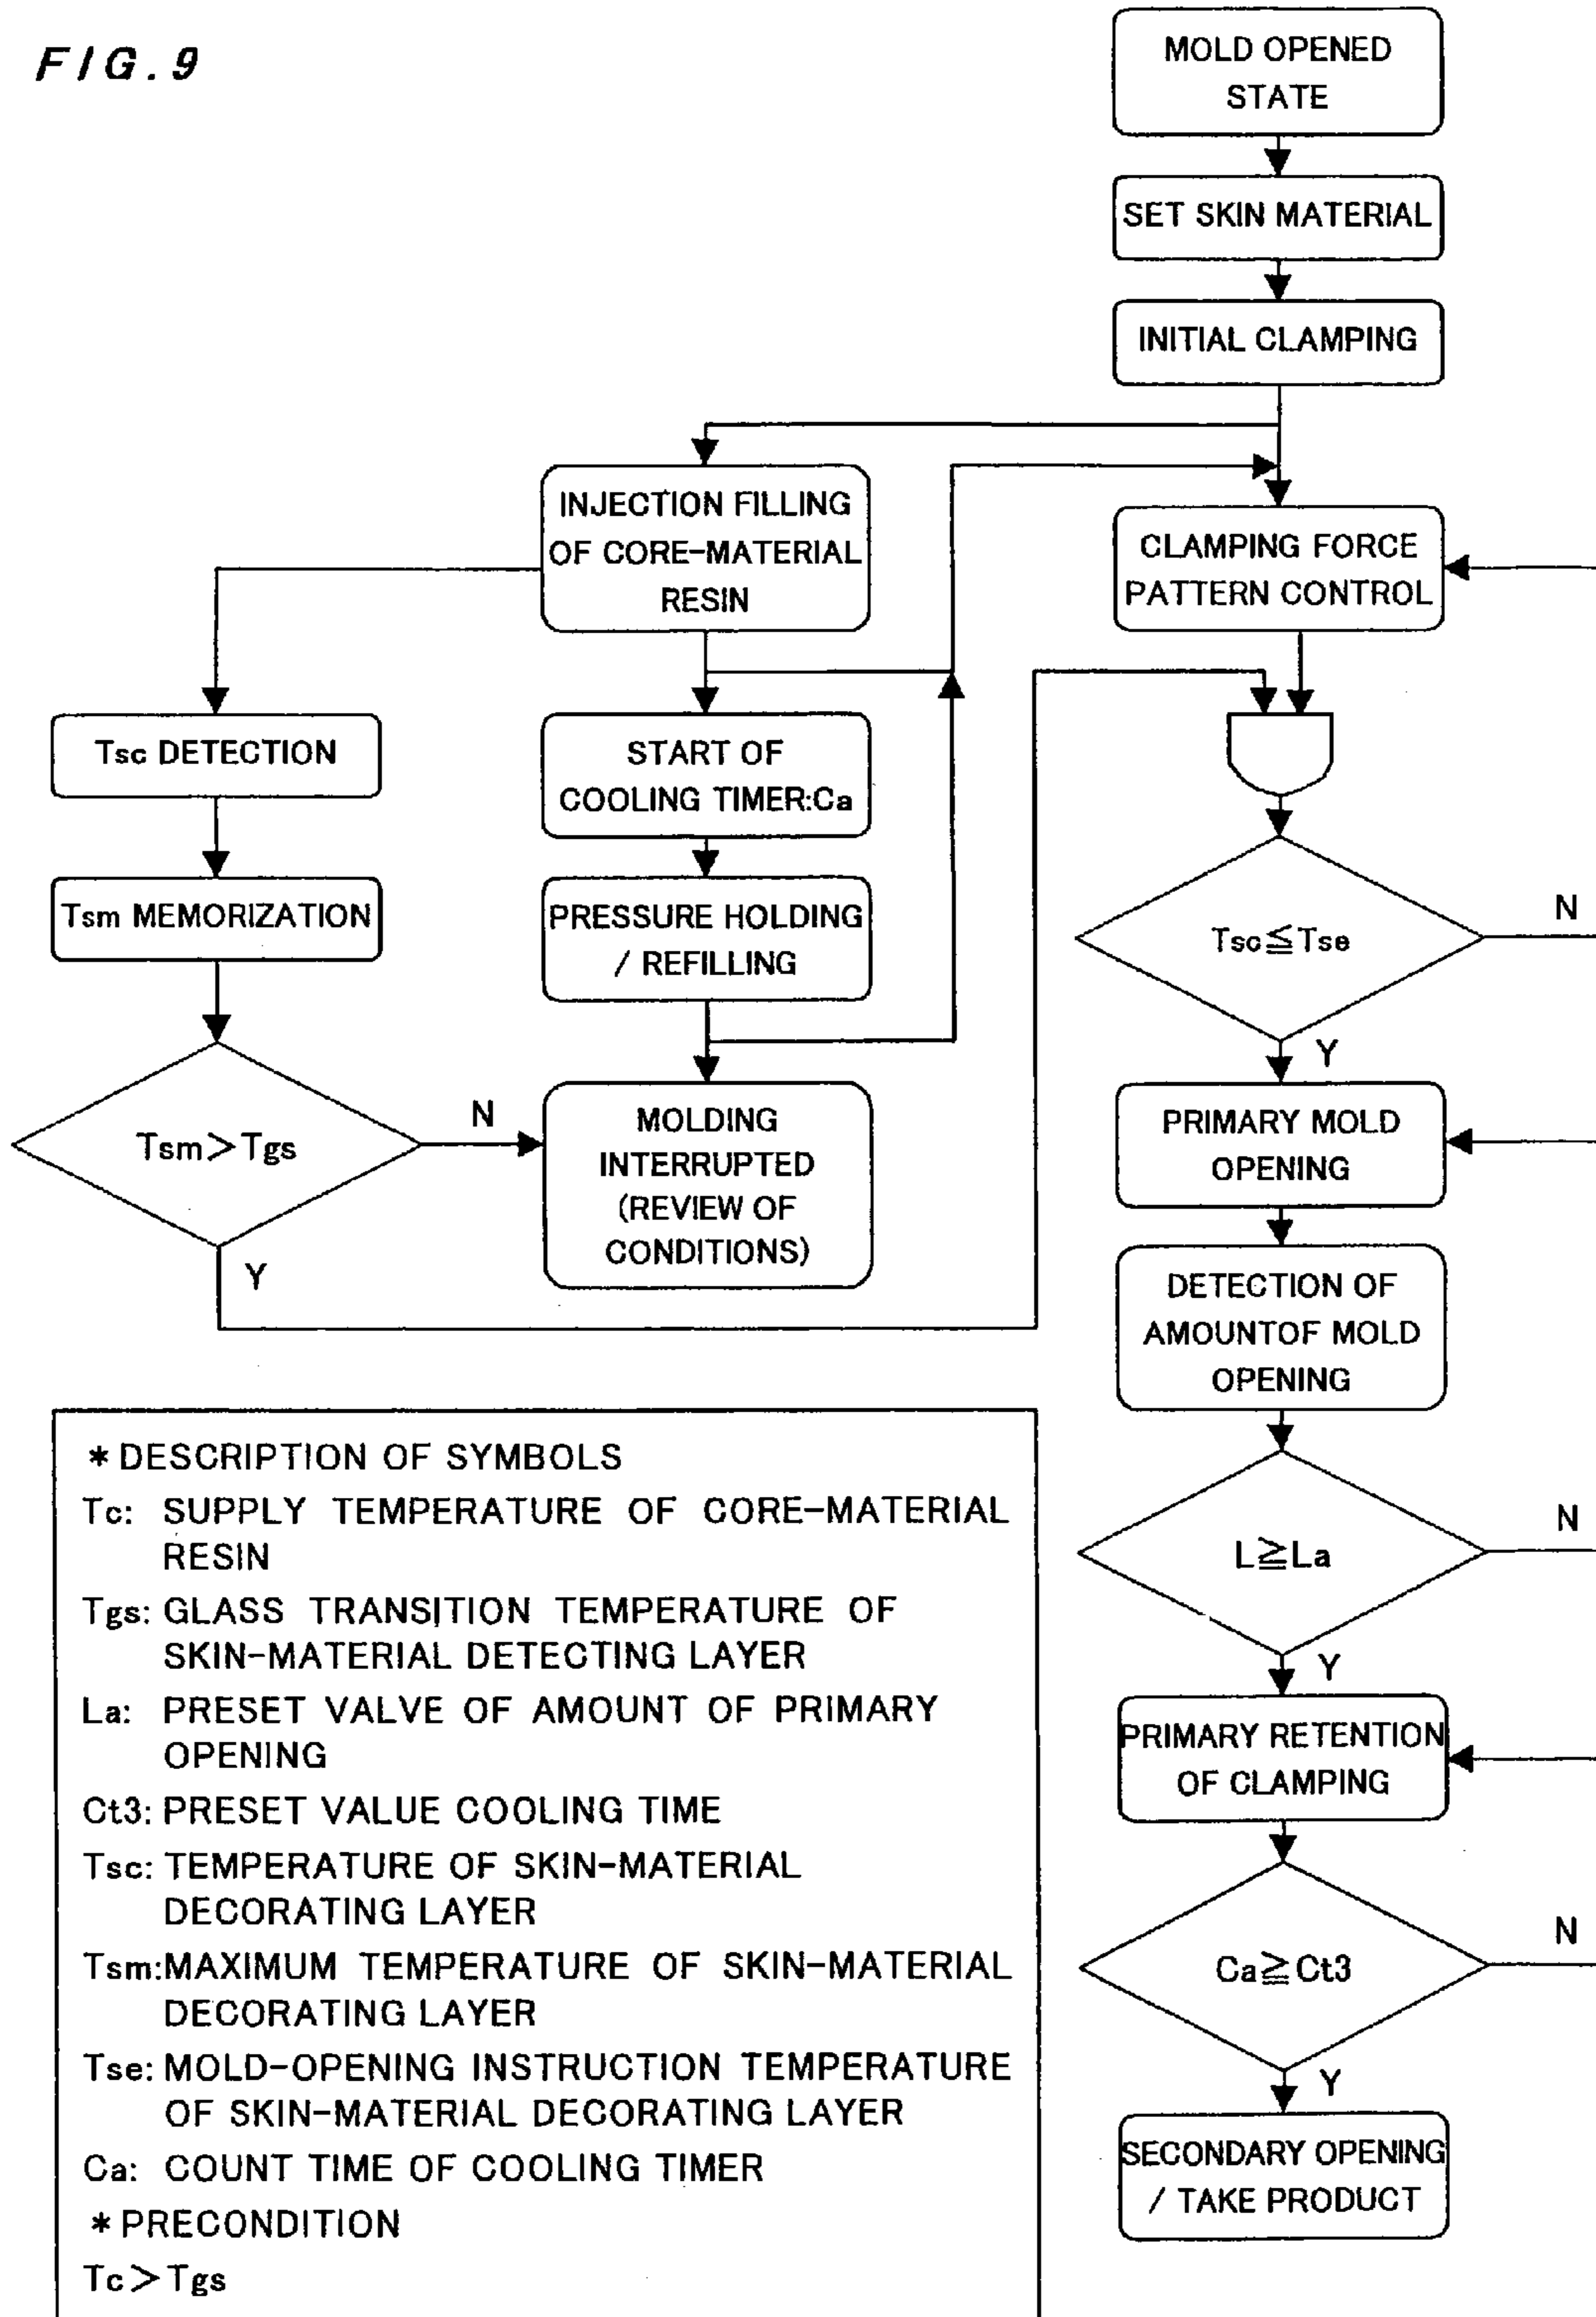 FIG.9
MOLD OPENED
STATE
SET SKIN MATERIAL
INITIAL CLAMPING
INJECTION FILLING
OF CORE-MATERIAL
RESIN
CLAMPING FORCE
PATTERN CONTROL
Tsc DETECTION
START OF
COOLING TIMER:Ca
Tsm MEMORIZATION
PRESSURE HOLDING
/ REFILLING
Tsc≦Tse
N
Y
Tsm>Tgs
N
Y
MOLDING
INTERRUPTED
(REVIEW OF
CONDITIONS)
PRIMARY MOLD
OPENING
DETECTION OF
AMOUNTOF MOLD
OPENING
L≧La
N
Y
PRIMARY RETENTION
OF CLAMPING
Ca≧Ct3
N
Y
SECONDARY OPENING
/ TAKE PRODUCT
* DESCRIPTION OF SYMBOLS
Tc: SUPPLY TEMPERATURE OF CORE-MATERIAL
RESIN
Tgs: GLASS TRANSITION TEMPERATURE OF
SKIN-MATERIAL DETECTING LAYER
La: PRESET VALVE OF AMOUNT OF PRIMARY
OPENING
Ct3: PRESET VALUE COOLING TIME
Tsc: TEMPERATURE OF SKIN-MATERIAL
DECORATING LAYER
Tsm:MAXIMUM TEMPERATURE OF SKIN-MATERIAL
DECORATING LAYER
Tse: MOLD-OPENING INSTRUCTION TEMPERATURE
OF SKIN-MATERIAL DECORATING LAYER
Ca: COUNT TIME OF COOLING TIMER
* PRECONDITION
Tc>Tgs